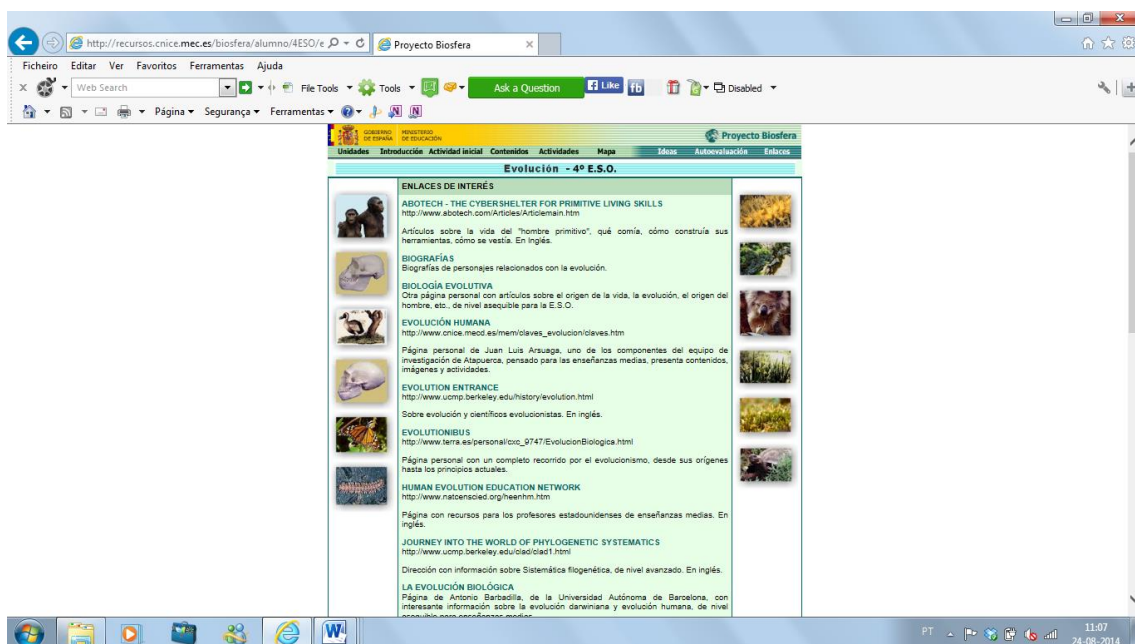 http://recursos.cnice.mec.es/biosfera/alumno/4ESO/e
Proyecto Biosfera
Ficheiro Editar Ver Favoritos Ferramentas Ajuda
Web Search File Tools Tools Ask a Question Like fb Disabled
Página Segurança Ferramentas
GOBIERNO DE ESPAÑA MINISTERIO DE EDUCACIÓN
Proyecto Biosfera
Unidades Introducción Actividad inicial Contenidos Actividades Mapa Ideas Autoevaluación Enlaces
Evolución - 4º E.S.O.
ENLACES DE INTERÉS
ABOTECH - THE CYBERSHELTER FOR PRIMITIVE LIVING SKILLS
http://www.abotech.com/Articles/Articlemain.htm
Artículos sobre la vida del "hombre primitivo", qué comía, cómo construía sus
herramientas, cómo se vestía. En Inglés.
BIOGRAFÍAS
Biografías de personajes relacionados con la evolución.
BIOLOGÍA EVOLUTIVA
Otra página personal con artículos sobre el origen de la vida, la evolución, el origen del
hombre, etc., de nivel asequible para la E.S.O.
EVOLUCIÓN HUMANA
http://www.cnice.mecd.es/mem/claves_evolucion/claves.htm
Página personal de Juan Luis Arsuaga, uno de los componentes del equipo de
investigación de Atapuerca, pensado para las enseñanzas medias, presenta contenidos,
imágenes y actividades.
EVOLUTION ENTRANCE
http://www.ucmp.berkeley.edu/history/evolution.html
Sobre evolución y científicos evolucionistas. En inglés.
EVOLUTIONIBUS
http://www.terra.es/personal/cxc_9747/EvolucionBiologica.html
Página personal con un completo recorrido por el evolucionismo, desde sus orígenes
hasta los principios actuales.
HUMAN EVOLUTION EDUCATION NETWORK
http://www.natcenscied.org/heenhm.htm
Página con recursos para los profesores estadounidenses de enseñanzas medias. En
inglés.
JOURNEY INTO THE WORLD OF PHYLOGENETIC SYSTEMATICS
http://www.ucmp.berkeley.edu/clad/clad1.html
Dirección con información sobre Sistemática filogenética, de nivel avanzado. En inglés.
LA EVOLUCIÓN BIOLÓGICA
Página de Antonio Barbadilla, de la Universidad Autónoma de Barcelona, con
interesante información sobre la evolución darwiniana y evolución humana, de nivel
asequible para enseñanzas medias.
PT 11:07
24-08-2014